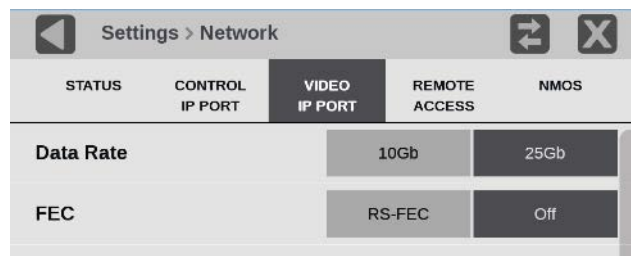 Settings > Network
STATUS CONTROL IP PORT VIDEO IP PORT REMOTE ACCESS NMOS
Data Rate 10Gb 25Gb
FEC RS-FEC Off